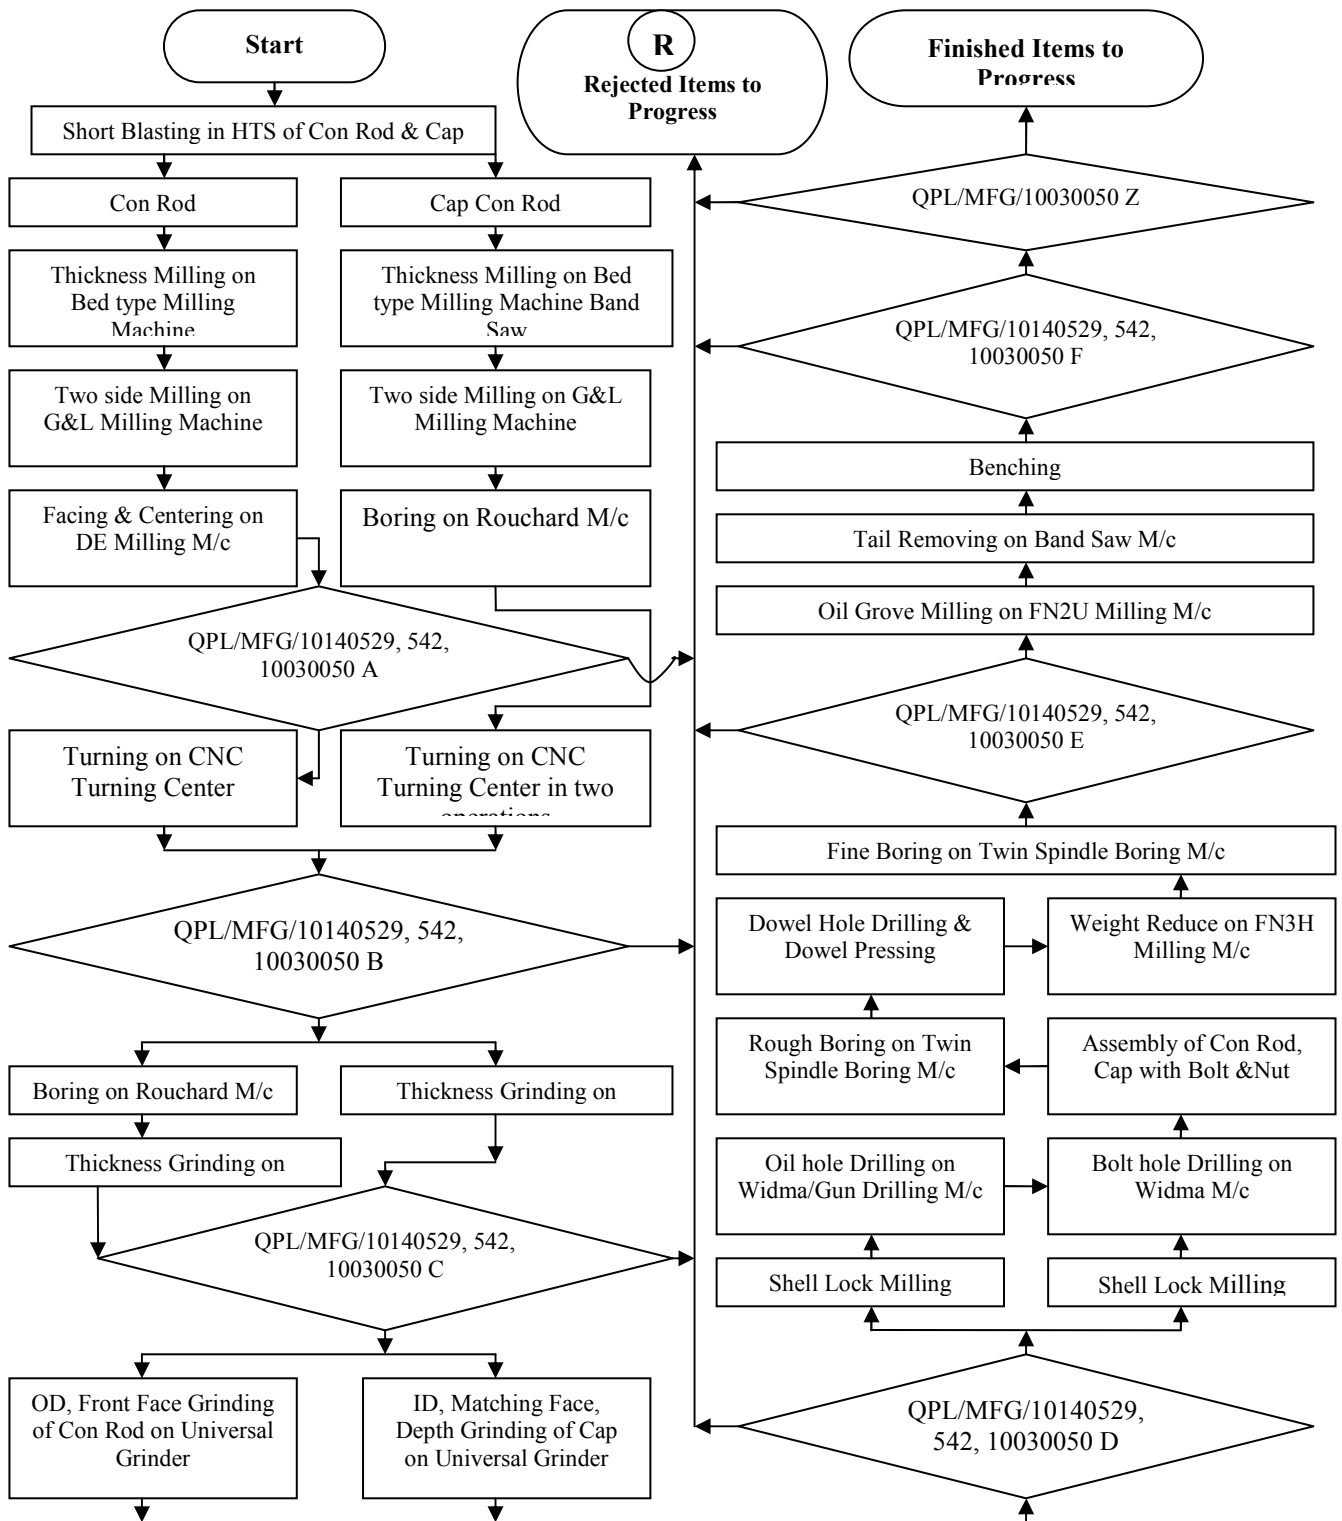 Start
R
Rejected Items to
Progress
Finished Items to
Progress
Short Blasting in HTS of Con Rod & Cap
Con Rod
Cap Con Rod
QPL/MFG/10030050 Z
Thickness Milling on
Bed type Milling
Machine
Thickness Milling on Bed
type Milling Machine Band
Saw
QPL/MFG/10140529, 542,
10030050 F
Two side Milling on
G&L Milling Machine
Two side Milling on G&L
Milling Machine
Benching
Facing & Centering on
DE Milling M/c
Boring on Rouchard M/c
Tail Removing on Band Saw M/c
Oil Grove Milling on FN2U Milling M/c
QPL/MFG/10140529, 542,
10030050 A
QPL/MFG/10140529, 542,
10030050 E
Turning on CNC
Turning Center
Turning on CNC
Turning Center in two
operations
Fine Boring on Twin Spindle Boring M/c
QPL/MFG/10140529, 542,
10030050 B
Dowel Hole Drilling &
Dowel Pressing
Weight Reduce on FN3H
Milling M/c
Rough Boring on Twin
Spindle Boring M/c
Assembly of Con Rod,
Cap with Bolt &Nut
Boring on Rouchard M/c
Thickness Grinding on
Thickness Grinding on
Oil hole Drilling on
Widma/Gun Drilling M/c
Bolt hole Drilling on
Widma M/c
QPL/MFG/10140529, 542,
10030050 C
Shell Lock Milling
Shell Lock Milling
OD, Front Face Grinding
of Con Rod on Universal
Grinder
ID, Matching Face,
Depth Grinding of Cap
on Universal Grinder
QPL/MFG/10140529,
542, 10030050 D